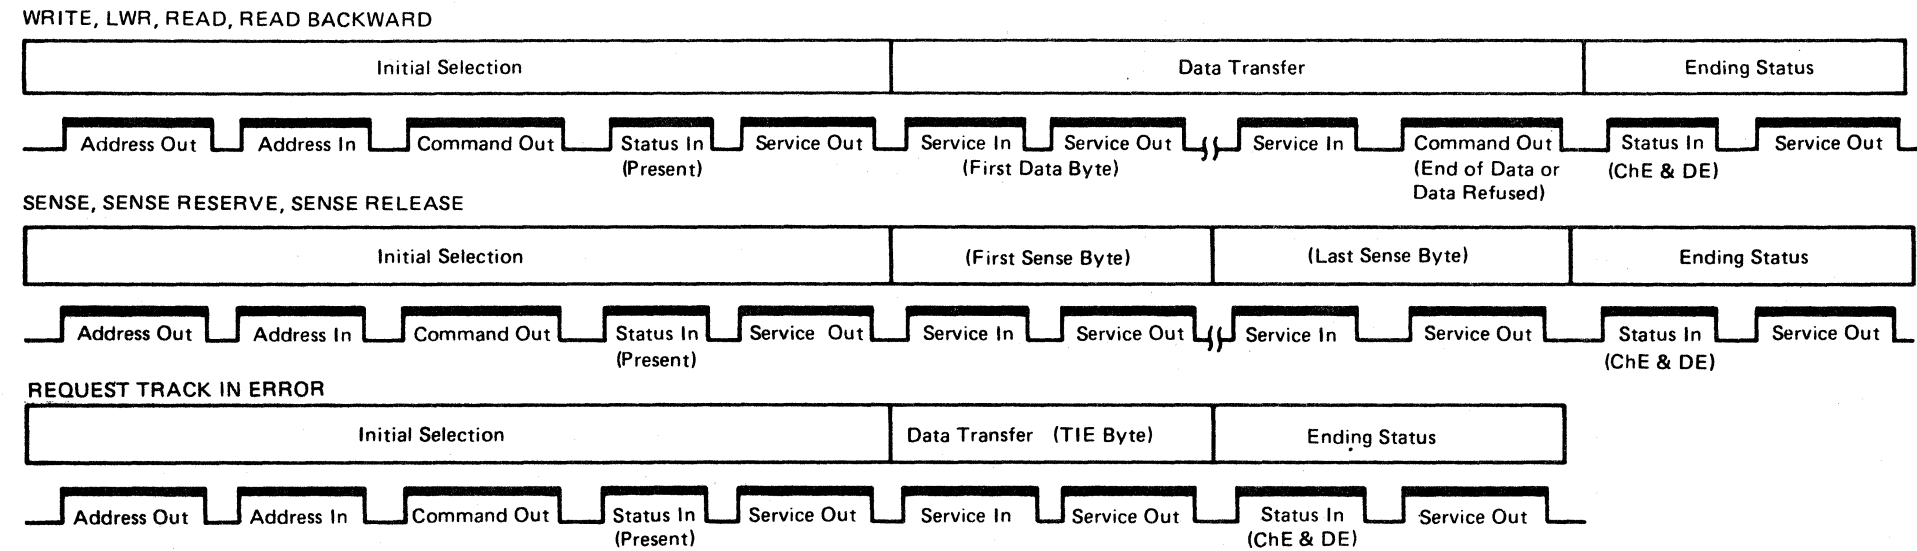 WRITE, LWR, READ, READ BACKWARD
Initial Selection Data Transfer Ending Status
Address Out Address In Command Out Status In Service Out Service In Service Out Service In Command Out Status In Service Out
(Present) (First Data Byte) (End of Data or (ChE & DE)
Data Refused)
SENSE, SENSE RESERVE, SENSE RELEASE
Initial Selection (First Sense Byte) (Last Sense Byte) Ending Status
Address Out Address In Command Out Status In Service Out Service In Service Out Service In Service Out Status In Service Out
(Present) (ChE & DE)
REQUEST TRACK IN ERROR
Initial Selection Data Transfer (TIE Byte) Ending Status
Address Out Address In Command Out Status In Service Out Service In Service Out Status In Service Out
(Present) (ChE & DE)